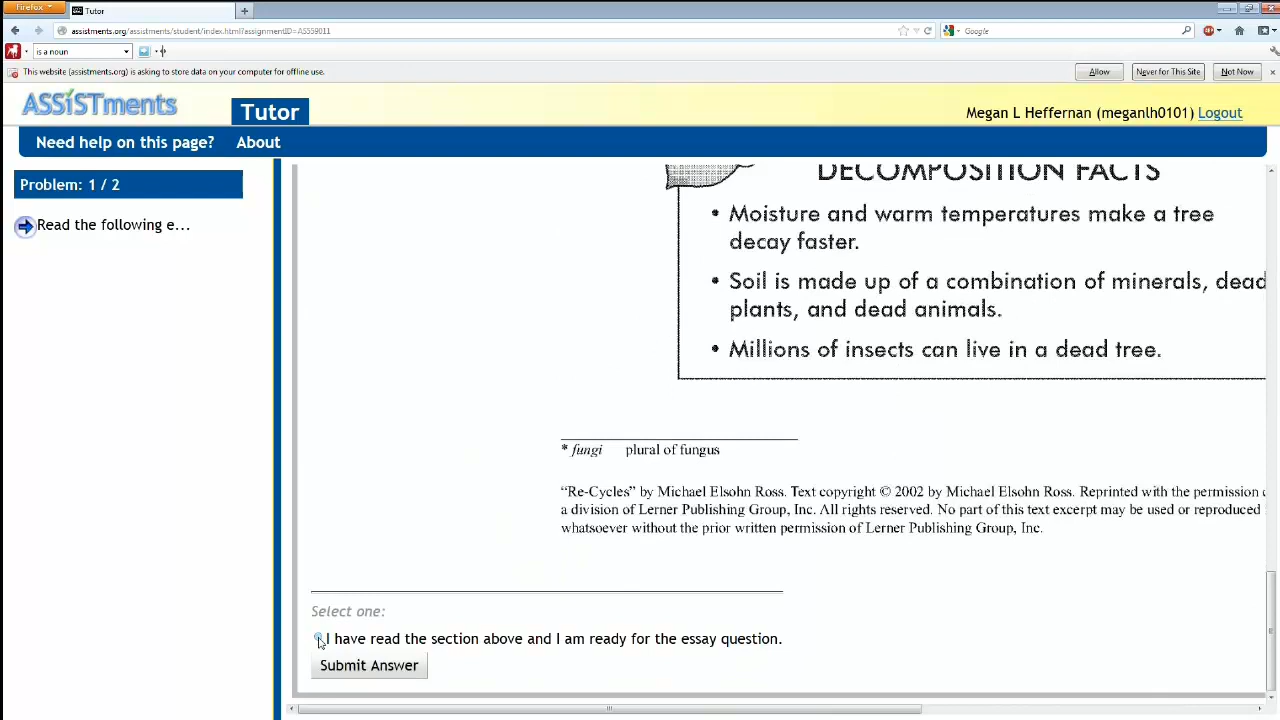 Firefox
Tutor
assistments.org/assistments/student/index.html?assignmentID=AS559011
Google
is a noun
This website (assistments.org) is asking to store data on your computer for offline use.
Allow
Never for This Site
Not Now
ASSiSTments
Tutor
Megan L Heffernan (meganlh0101) Logout
Need help on this page?
About
Problem: 1 / 2
Read the following e...
DECOMPOSITION FACTS
• Moisture and warm temperatures make a tree
decay faster.
• Soil is made up of a combination of minerals, dead
plants, and dead animals.
• Millions of insects can live in a dead tree.
* fungi plural of fungus
“Re-Cycles” by Michael Elsohn Ross. Text copyright © 2002 by Michael Elsohn Ross. Reprinted with the permission
a division of Lerner Publishing Group, Inc. All rights reserved. No part of this text excerpt may be used or reproduced
whatsoever without the prior written permission of Lerner Publishing Group, Inc.
Select one:
I have read the section above and I am ready for the essay question.
Submit Answer